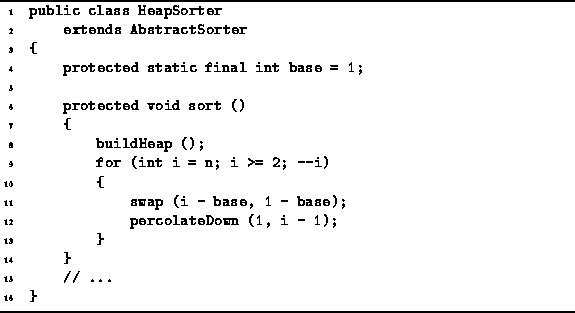 1 public class HeapSorter
2     extends AbstractSorter
3 {
4     protected static final int base = 1;
5
6     protected void sort ()
7     {
8         buildHeap ();
9         for (int i = n; i >= 2; --i)
10         {
11             swap (i - base, 1 - base);
12             percolateDown (1, i - 1);
13         }
14     }
15     // ...
16 }